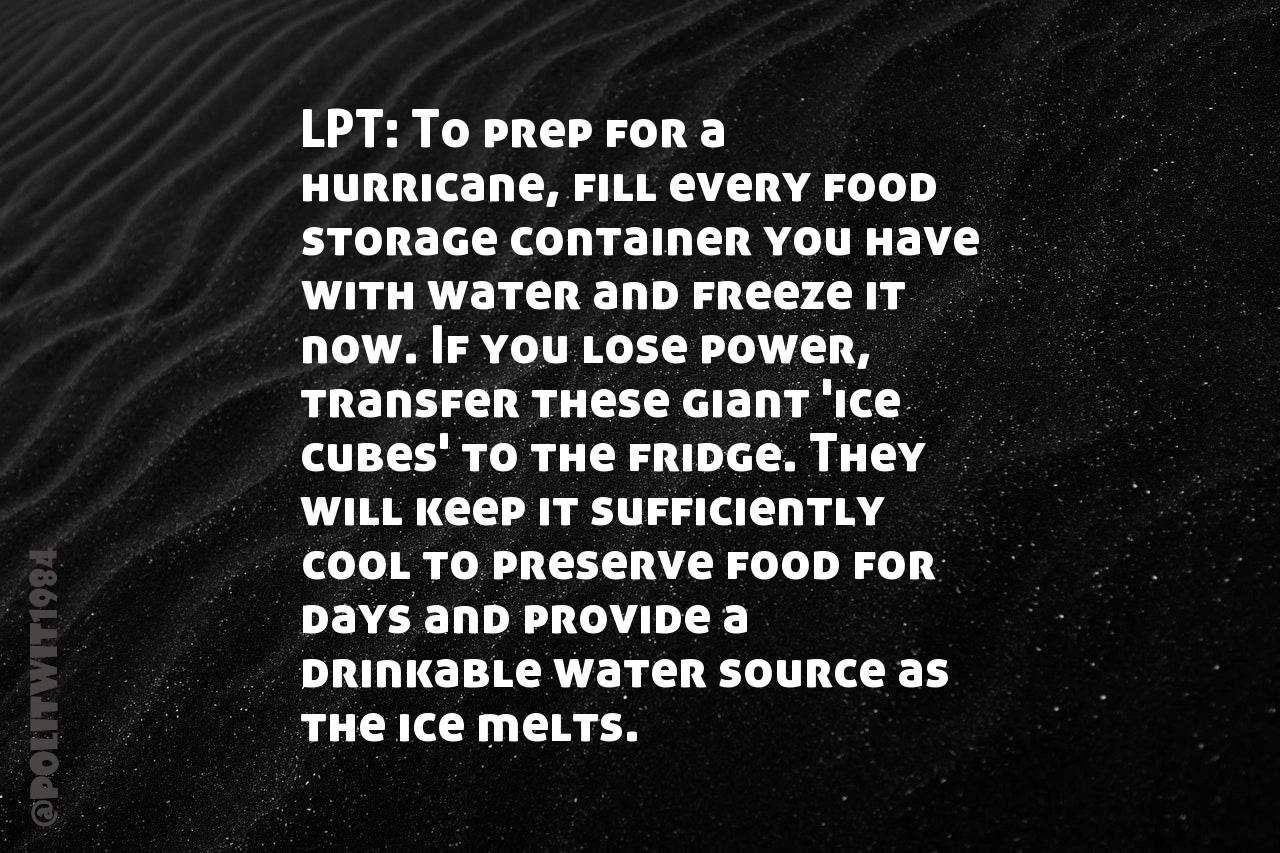 LPT: To prep for a
hurricane, fill every food
storage container you have
with water and freeze it
now. If you lose power,
transfer these giant 'ice
cubes' to the fridge. They
will keep it sufficiently
cool to preserve food for
days and provide a
drinkable water source as
the ice melts.
@POLITWIT1984